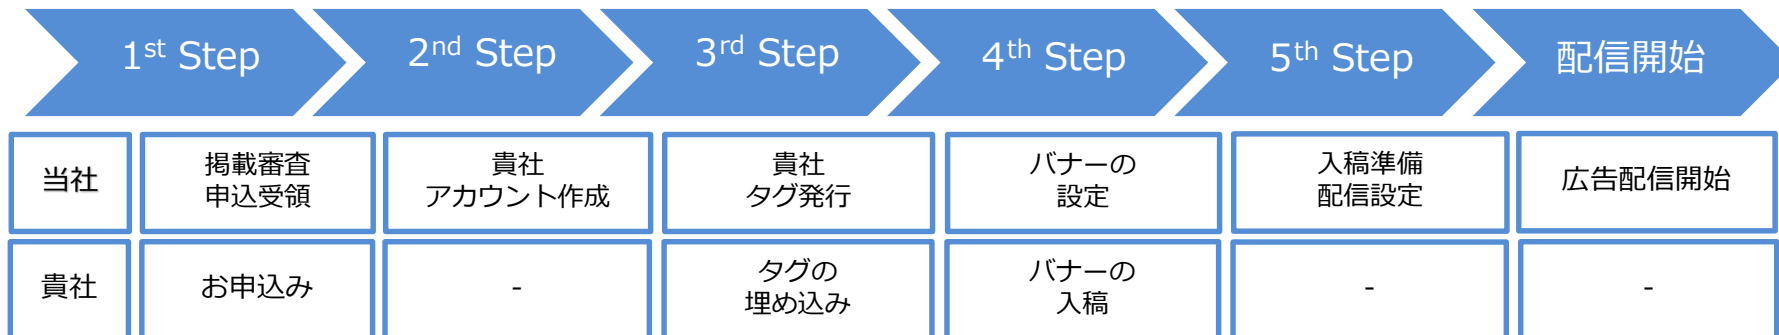 1st Step
2nd Step
3rd Step
4th Step
5th Step
配信開始
当社
掲載審査
申込受領
貴社
アカウント作成
貴社
タグ発行
バナーの
設定
入稿準備
配信設定
広告配信開始
貴社
お申込み
-
タグの
埋め込み
バナーの
入稿
-
-